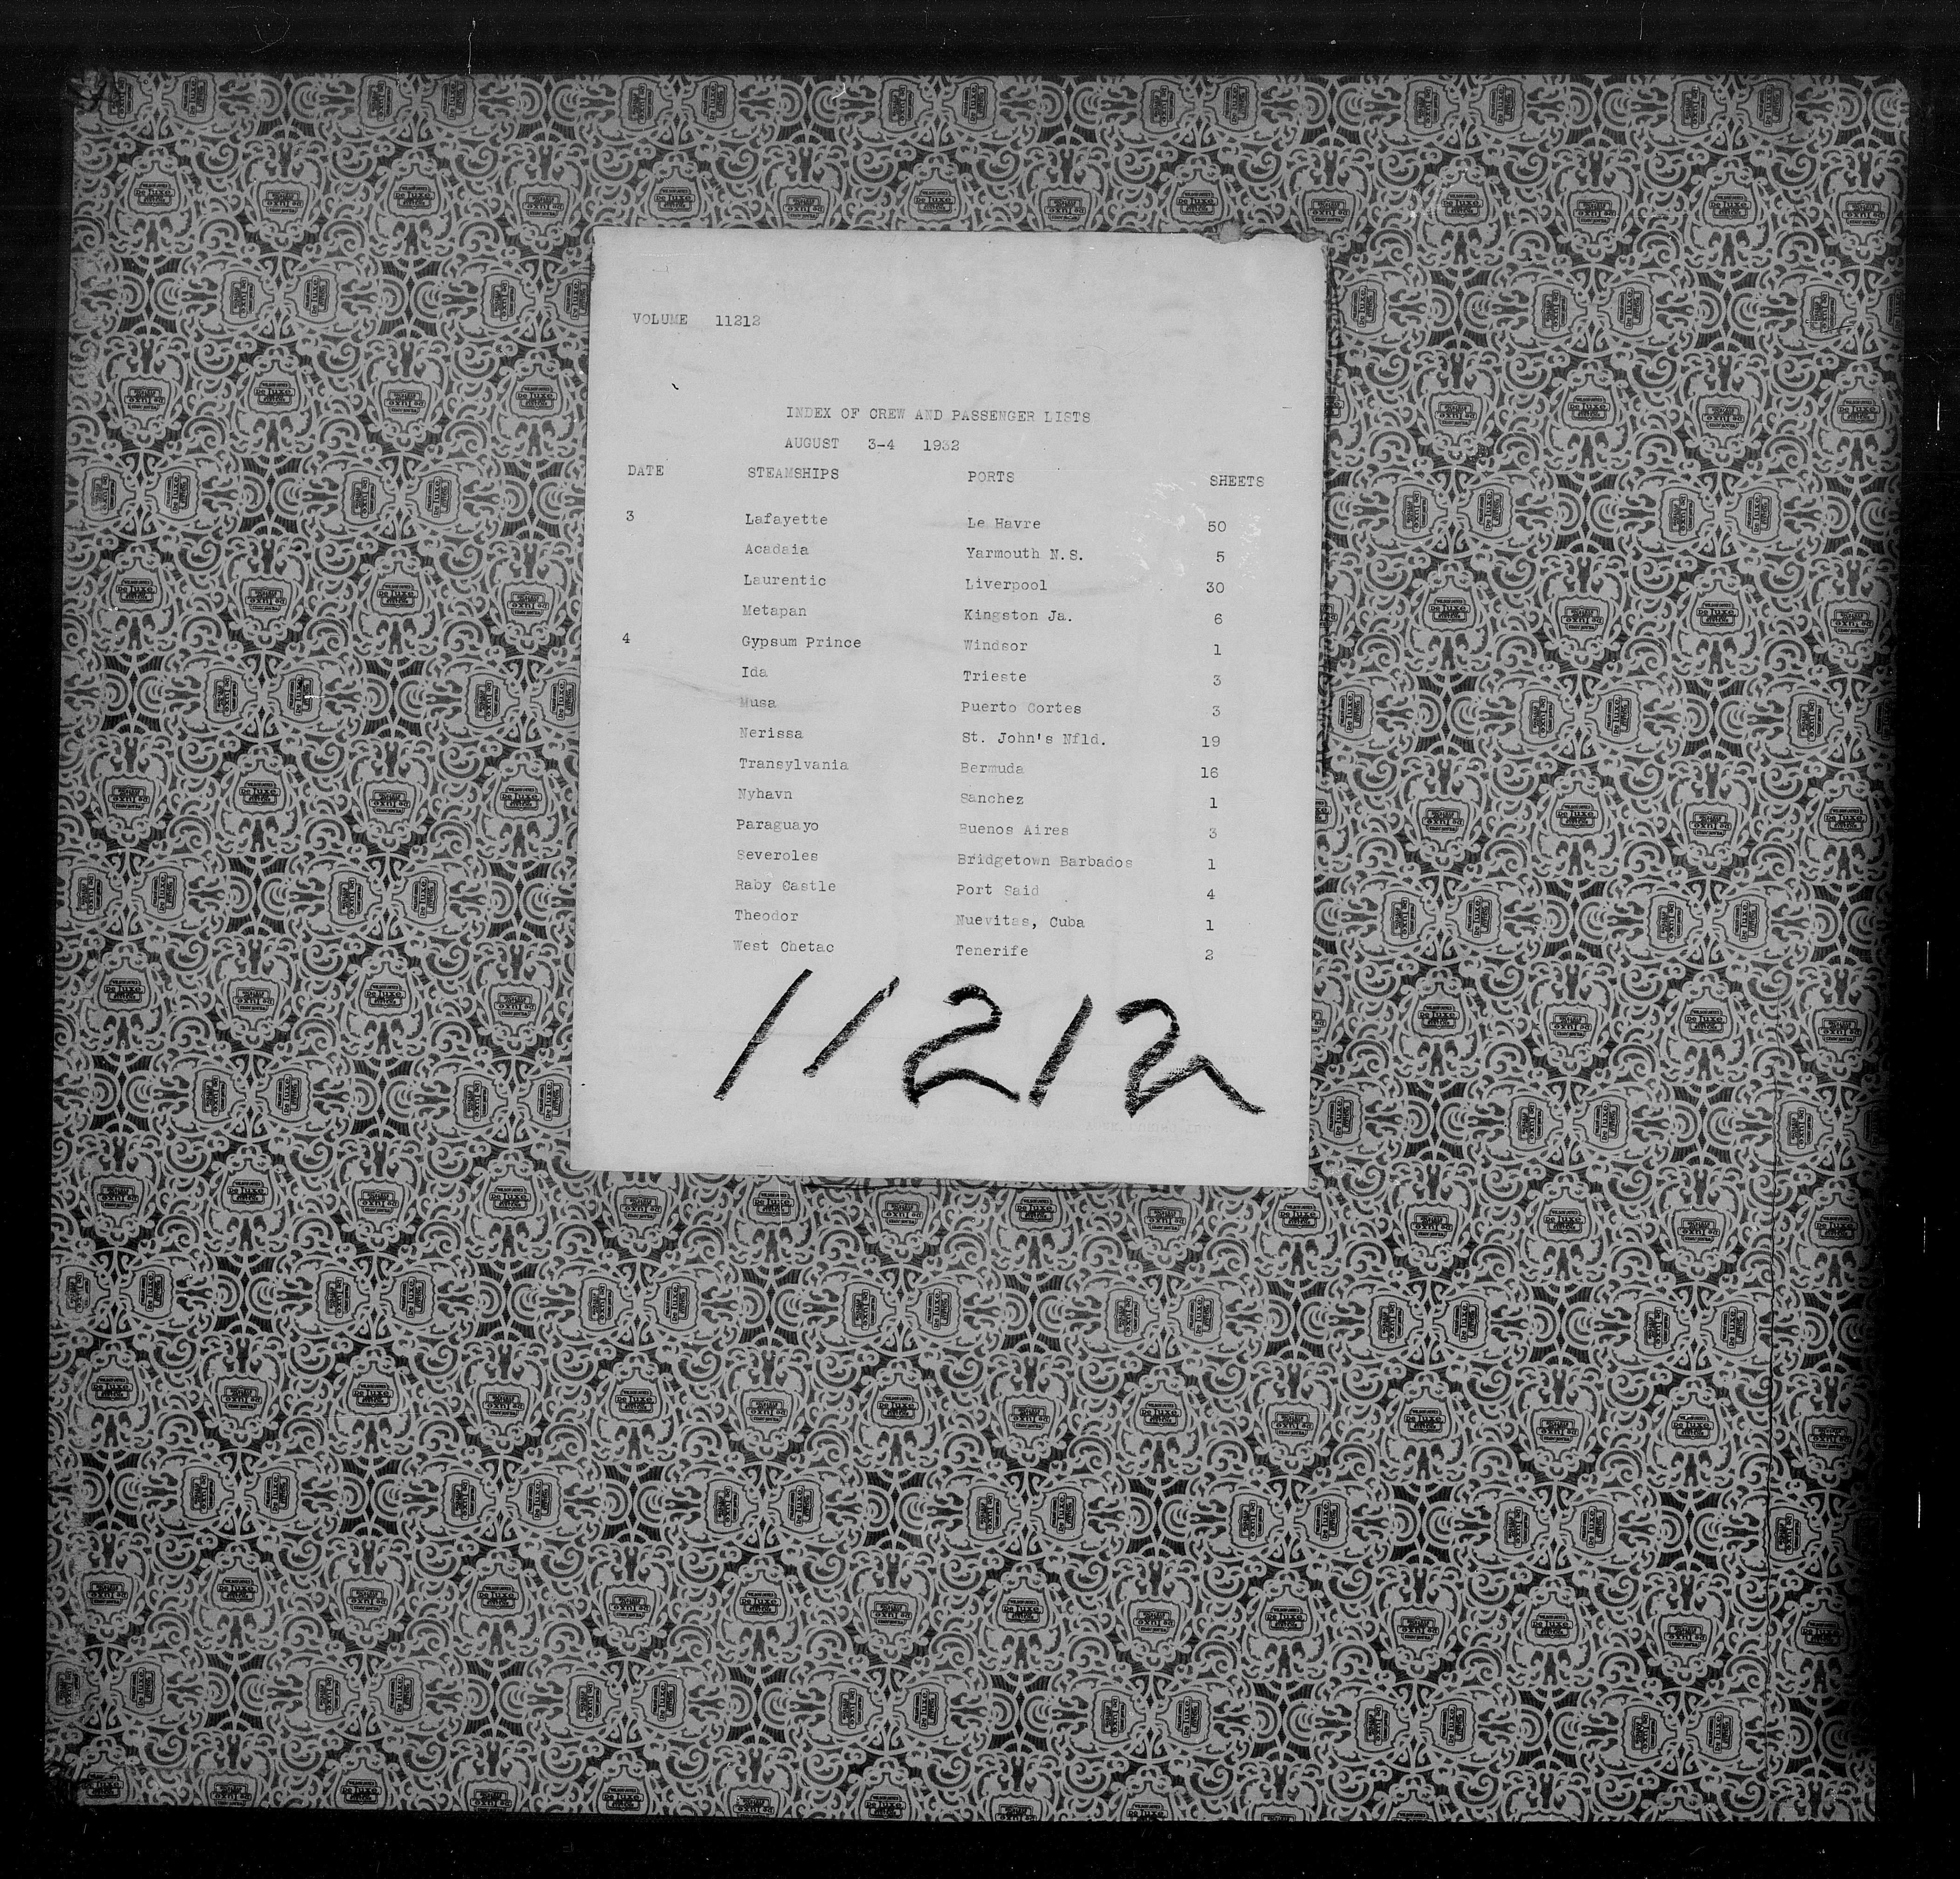 VOLUME 11212
INDEX OF CREW AND PASSENGER LISTS
AUGUST 3-4 1932
DATE STEAMSHIPS PORTS SHEETS
3 Lafayette Le Havre 50
Acadaia Yarmouth N.S. 5
Laurentic Liverpool 30
Metapan Kingston Ja. 6
4 Gypsum Prince Windsor 1
Ida Trieste 3
Musa Puerto Cortes 3
Nerissa St. John's Nfld. 19
Transylvania Bermuda 16
Nyhavn Sanchez 1
Paraguayo Buenos Aires 3
Severoles Bridgetown Barbados 1
Raby Castle Port Said 4
Theodor Nuevitas, Cuba 1
West Chetac Tenerife 2
11212